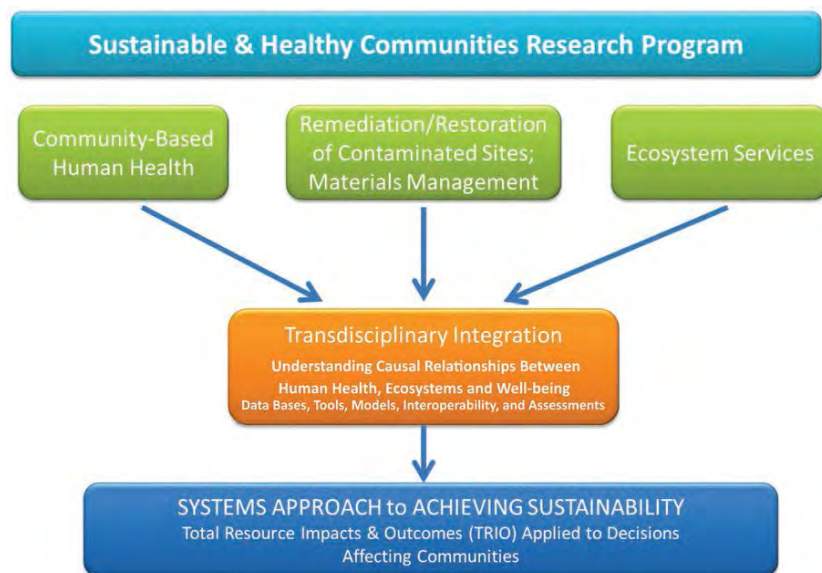 Sustainable & Healthy Communities Research Program
Community-Based
Human Health
Remediation/Restoration
of Contaminated Sites;
Materials Management
Ecosystem Services
Transdisciplinary Integration
Understanding Causal Relationships Between
Human Health, Ecosystems and Well-being
Data Bases, Tools, Models, Interoperability, and Assessments
SYSTEMS APPROACH to ACHIEVING SUSTAINABILITY
Total Resource Impacts & Outcomes (TRIO) Applied to Decisions
Affecting Communities